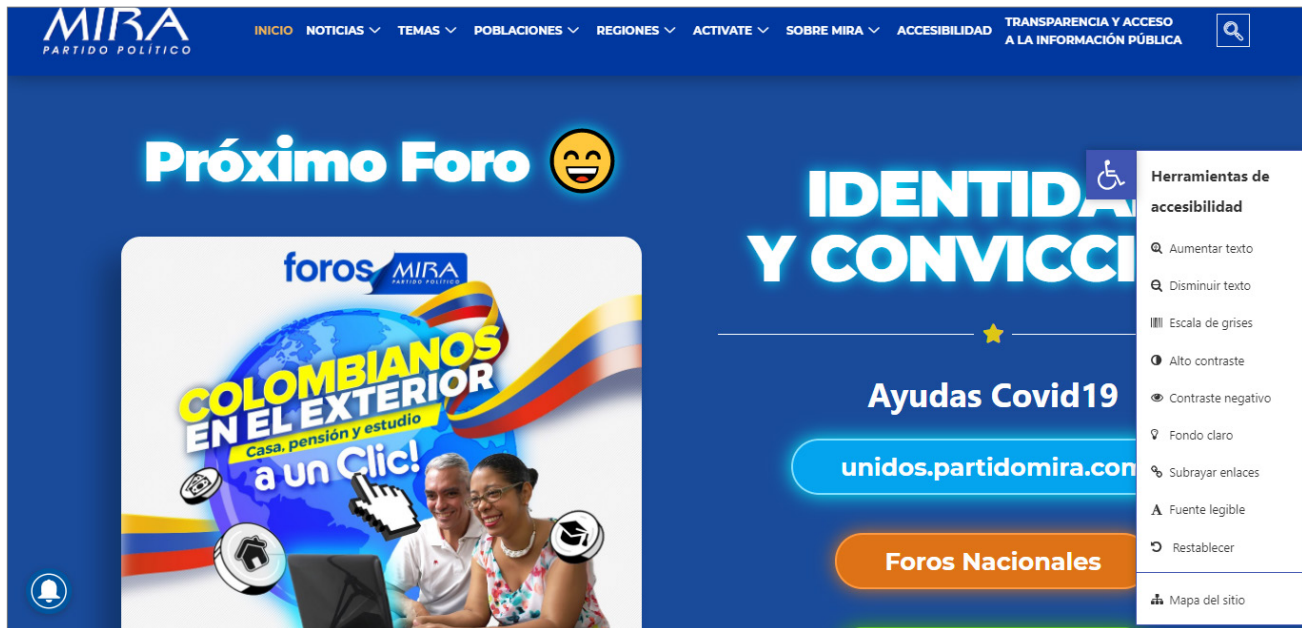 MIRA
PARTIDO POLÍTICO
INICIO NOTICIAS TEMAS POBLACIONES REGIONES ACTIVATE SOBRE MIRA ACCESIBILIDAD
TRANSPARENCIA Y ACCESO
A LA INFORMACIÓN PÚBLICA
Próximo Foro
foros MIRA
PARTIDO POLÍTICO
COLOMBIANOS
EN EL EXTERIOR
Casa, pensión y estudio
a un Clic!
IDENTIDA
Y CONVICCI
Ayudas Covid19
unidos.partidomira.com
Foros Nacionales
Herramientas de
accesibilidad
Aumentar texto
Disminuir texto
Escala de grises
Alto contraste
Contraste negativo
Fondo claro
Subrayar enlaces
Fuente legible
Restablecer
Mapa del sitio